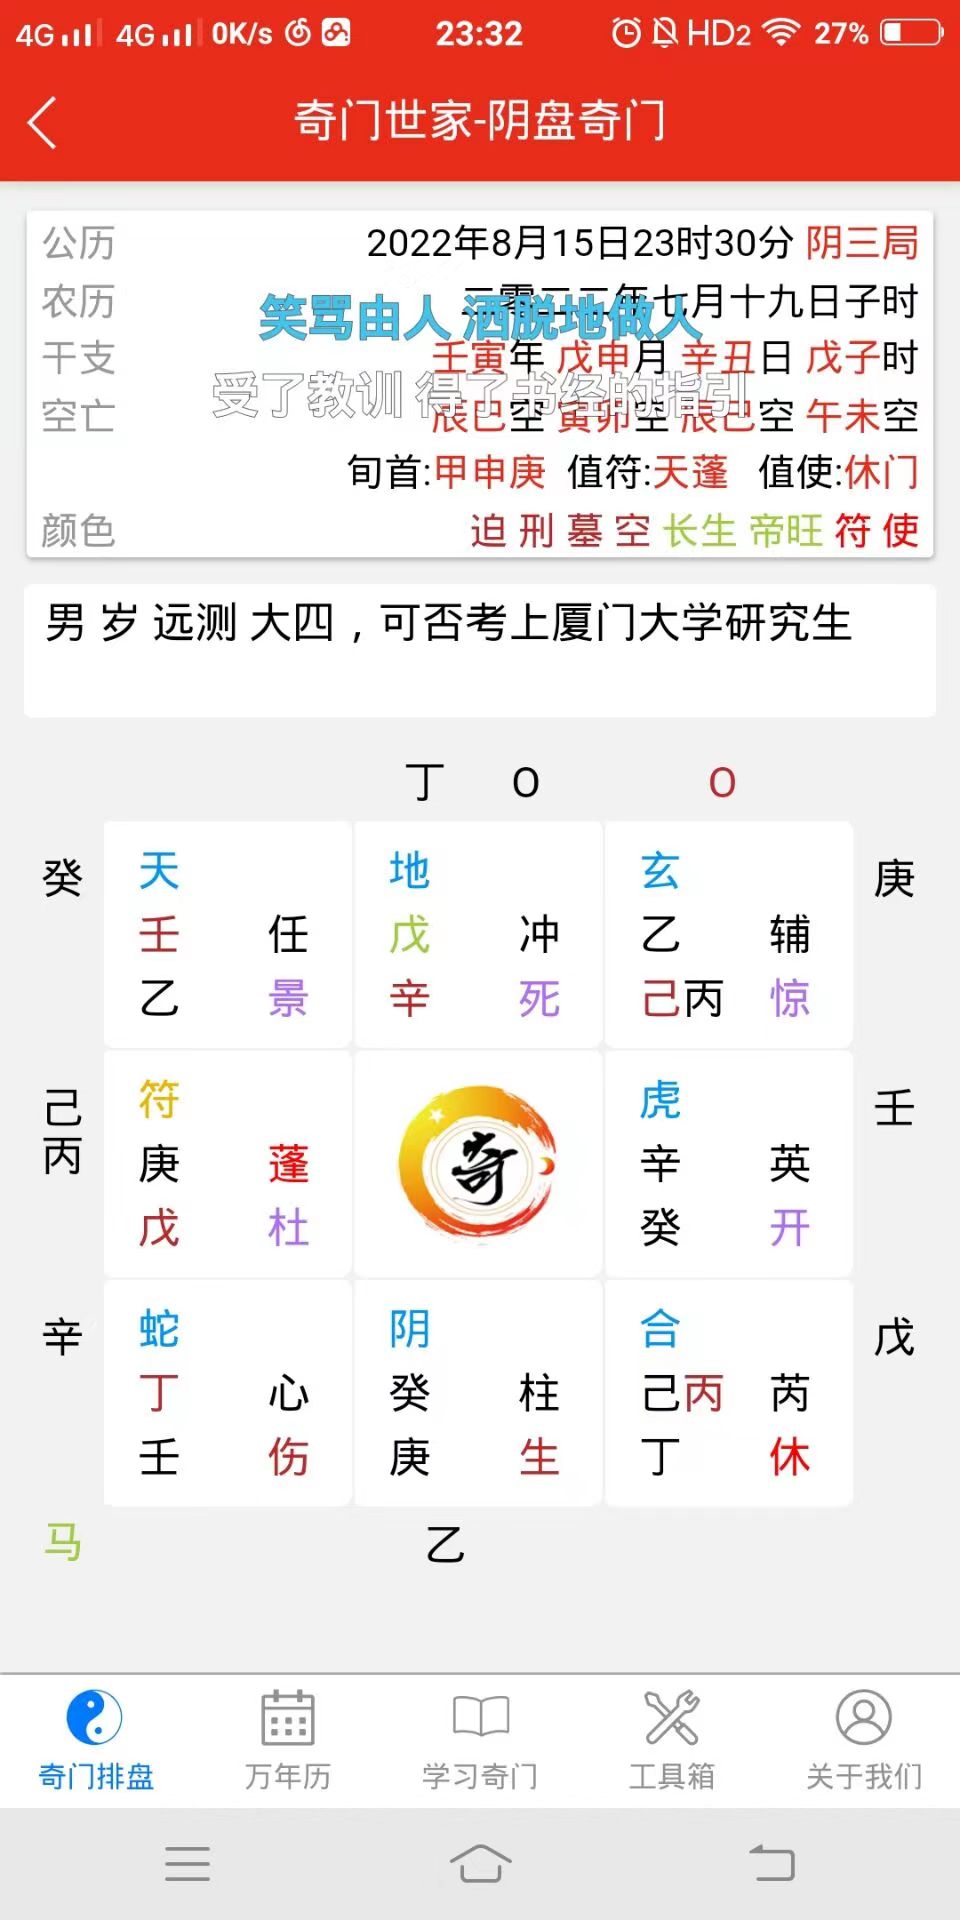 4G 4G 0K/s 23:32 HD2 27%
奇门世家-阴盘奇门
公历 2022年8月15日23时30分 阴三局
农历 二零二二年七月十九日子时
笑骂由人 洒脱地做人
干支 壬寅年 戊申月 辛丑日 戊子时
受了教训 得了书经的指引
空亡 辰巳空 寅卯空 辰巳空 午未空
旬首:甲申庚 值符:天蓬 值使:休门
颜色 迫 刑 墓 空 长生 帝旺 符 使
男 岁 远测 大四，可否考上厦门大学研究生
丁 O O
癸 天 地 玄 庚
壬 任 戊 冲 乙 辅
乙 景 辛 死 己丙 惊
己 符 虎 壬
丙 庚 蓬 奇 辛 英
戊 杜 癸 开
辛 蛇 阴 合 戊
丁 心 癸 柱 己丙 芮
壬 伤 庚 生 丁 休
马 乙
奇门排盘 万年历 学习奇门 工具箱 关于我们